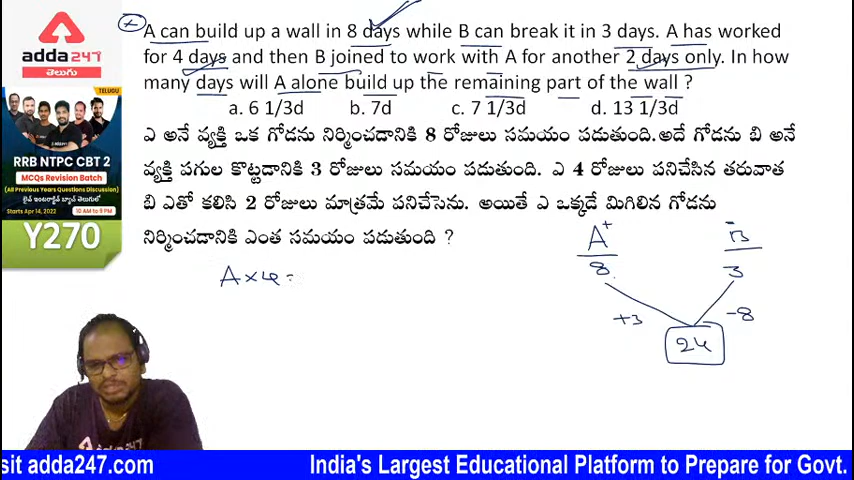 A can build up a wall in 8 days while B can break it in 3 days. A has worked
for 4 days and then B joined to work with A for another 2 days only. In how
many days will A alone build up the remaining part of the wall ?
a. 6 1/3d b. 7d c. 7 1/3d d. 13 1/3d
ఎ అనే వ్యక్తి ఒక గోడను నిర్మించడానికి 8 రోజులు సమయం పడుతుంది.అదే గోడను బి అనే
వ్యక్తి పగుల కొట్టడానికి 3 రోజులు సమయం పడుతుంది. ఎ 4 రోజులు పనిచేసిన తరువాత
బి ఎతో కలిసి 2 రోజులు మాత్రమే పనిచేసెను. అయితే ఎ ఒక్కడే మిగిలిన గోడను
నిర్మించడానికి ఎంత సమయం పడుతుంది ?
adda247
తెలుగు
TELUGU
RRB NTPC CBT 2
MCQs Revision Batch
(All Previous Years Questions Discussion)
Starts Apr 14, 2022 10 AM to 5 PM
Y270
A+ B-
8 3
+3 -8
24
A×4=
sit adda247.com India's Largest Educational Platform to Prepare for Govt.